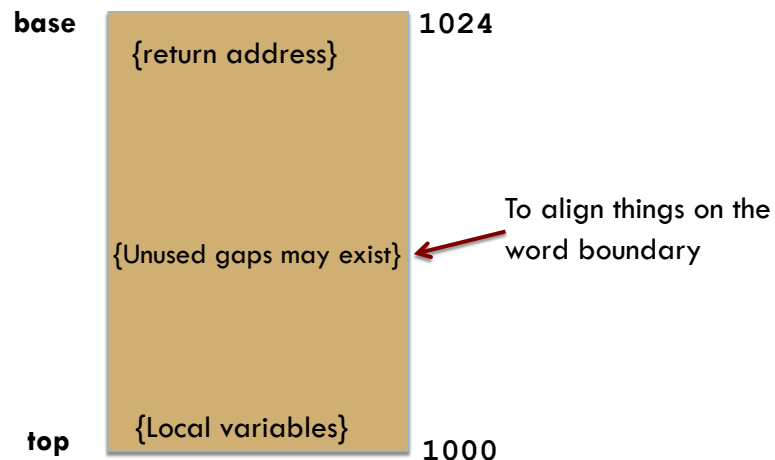 base
1024
{return address}
To align things on the
{Unused gaps may exist}
word boundary
{Local variables}
top
1000